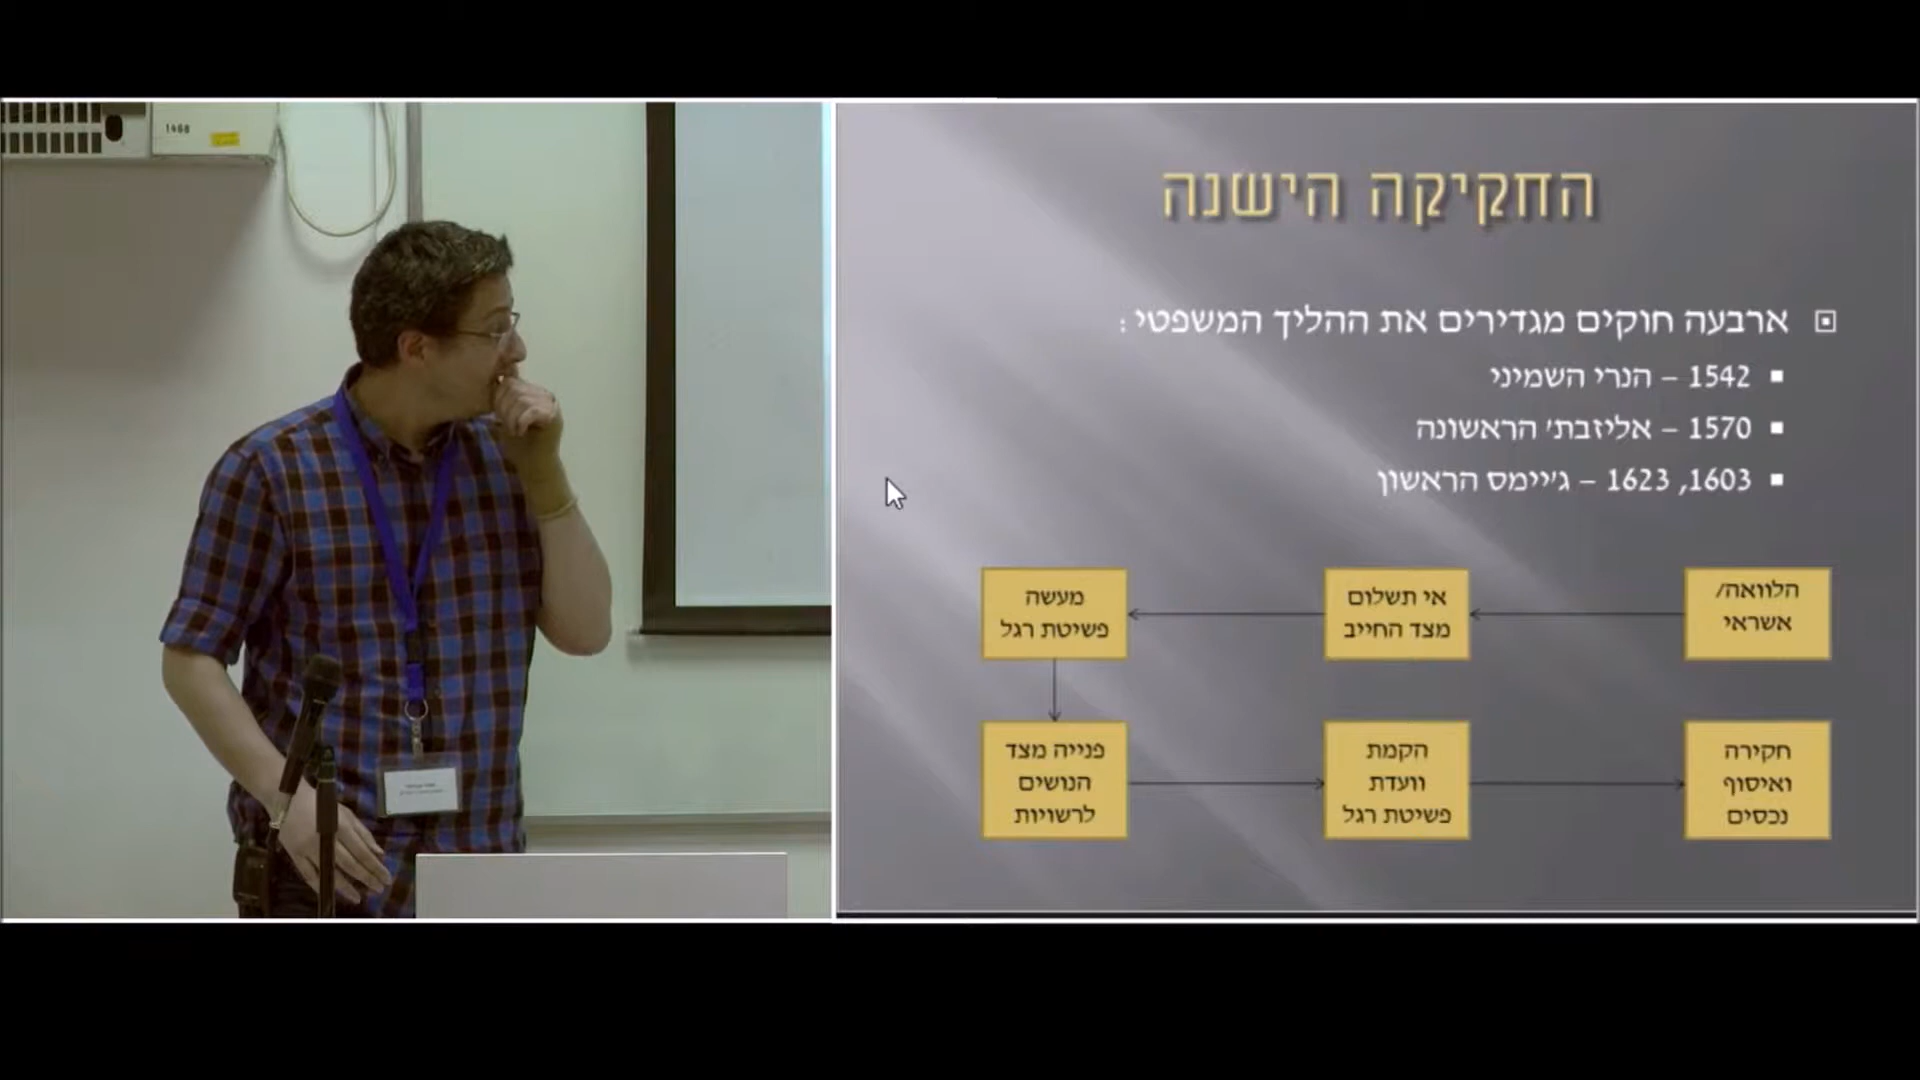 1468
החקיקה הישנה
ארבעה חוקים מגדירים את ההליך המשפטי:
1542 – הנרי השמיני
1570 – אליזבת' הראשונה
1603, 1623 – ג'יימס הראשון
הלוואה/
אשראי
אי תשלום
מצד החייב
מעשה
פשיטת רגל
פנייה מצד
הנושים
לרשויות
הקמת
וועדת
פשיטת רגל
חקירה
ואיסוף
נכסים